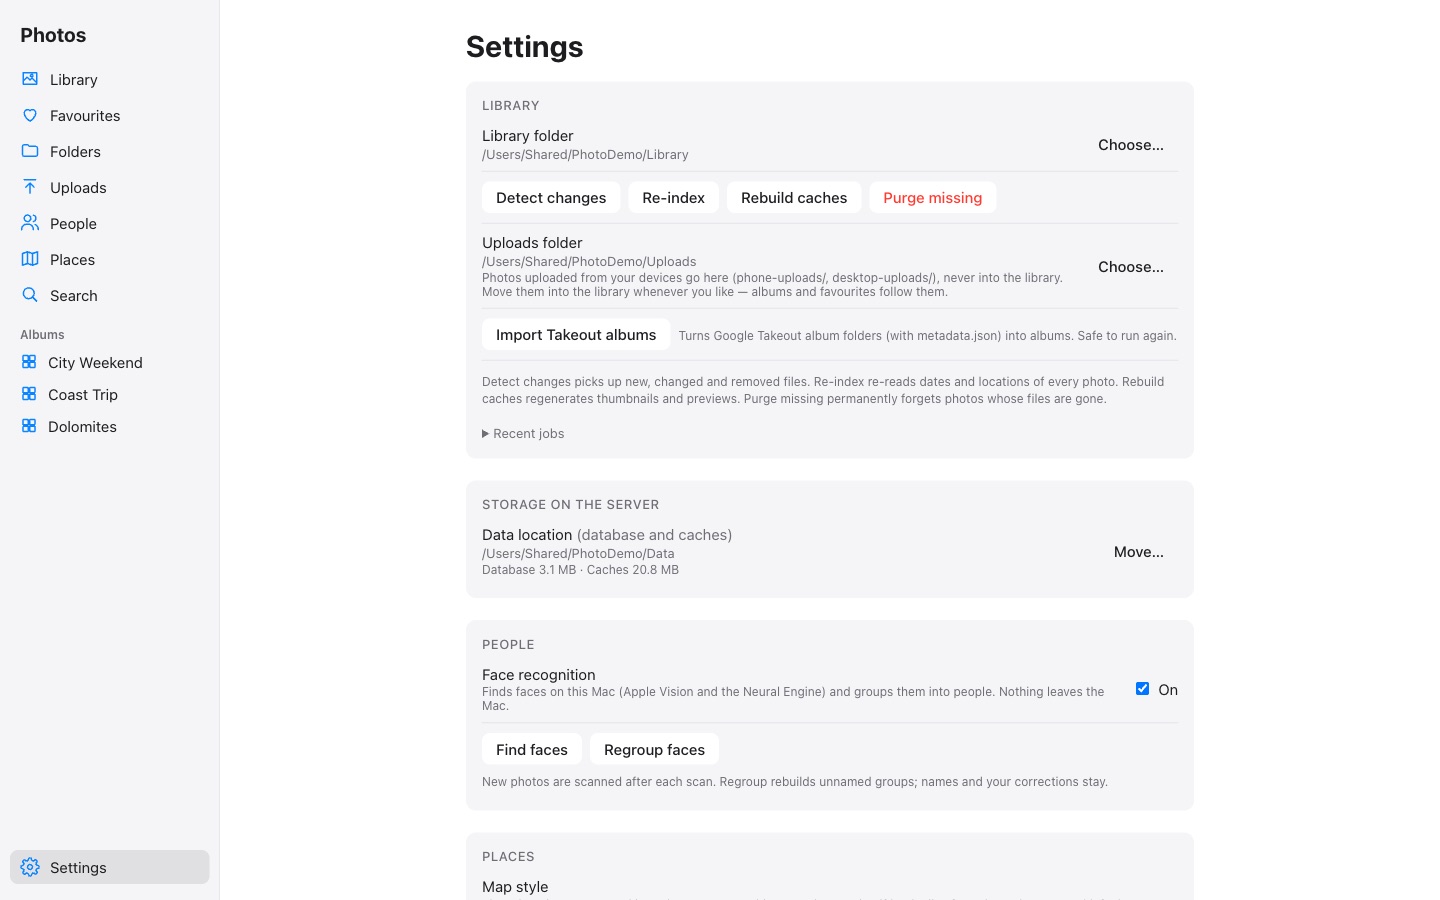 Photos
Library
Favourites
Folders
Uploads
People
Places
Search
Albums
City Weekend
Coast Trip
Dolomites
Settings
Settings
LIBRARY
Library folder
/Users/Shared/PhotoDemo/Library
Choose...
Detect changes
Re-index
Rebuild caches
Purge missing
Uploads folder
/Users/Shared/PhotoDemo/Uploads
Photos uploaded from your devices go here (phone-uploads/, desktop-uploads/), never into the library.
Move them into the library whenever you like — albums and favourites follow them.
Choose...
Import Takeout albums
Turns Google Takeout album folders (with metadata.json) into albums. Safe to run again.
Detect changes picks up new, changed and removed files. Re-index re-reads dates and locations of every photo. Rebuild
caches regenerates thumbnails and previews. Purge missing permanently forgets photos whose files are gone.
Recent jobs
STORAGE ON THE SERVER
Data location (database and caches)
/Users/Shared/PhotoDemo/Data
Database 3.1 MB · Caches 20.8 MB
Move...
PEOPLE
Face recognition
Finds faces on this Mac (Apple Vision and the Neural Engine) and groups them into people. Nothing leaves the
Mac.
On
Find faces
Regroup faces
New photos are scanned after each scan. Regroup rebuilds unnamed groups; names and your corrections stay.
PLACES
Map style